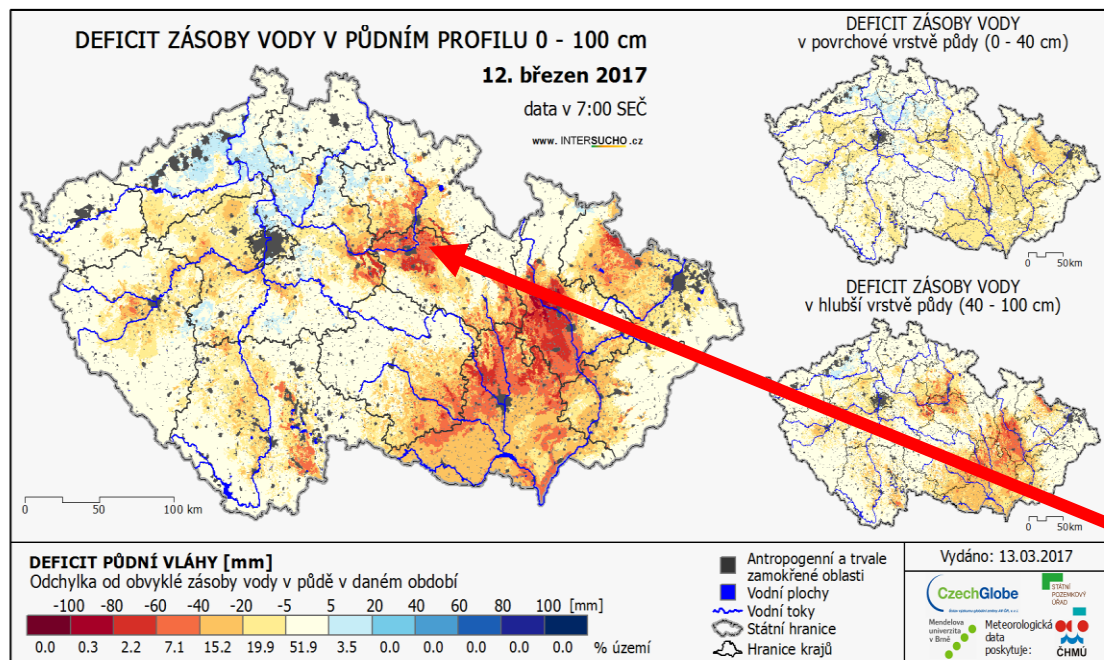 DEFICIT ZÁSOBY VODY V PŮDNÍM PROFILU 0 - 100 cm
12. březen 2017
data v 7:00 SEČ
www. INTERSUCHO.cz
0 50 100 km
DEFICIT ZÁSOBY VODY
v povrchové vrstvě půdy (0 - 40 cm)
0 50km
DEFICIT ZÁSOBY VODY
v hlubší vrstvě půdy (40 - 100 cm)
0 50km
DEFICIT PŮDNÍ VLÁHY [mm]
Odchylka od obvyklé zásoby vody v půdě v daném období
-100 -80 -60 -40 -20 -5 5 20 40 60 80 100 [mm]
0.0 0.3 2.2 7.1 15.2 19.9 51.9 3.5 0.0 0.0 0.0 0.0 0.0 % území
Antropogenní a trvale
zamokřené oblasti
Vodní plochy
Vodní toky
Státní hranice
Hranice krajů
Vydáno: 13.03.2017
CzechGlobe
STÁTNÍ
POZEMKOVÝ
ÚŘAD
Mendelova
univerzita
v Brně
Meteorologická
data
poskytuje:
ČHMÚ